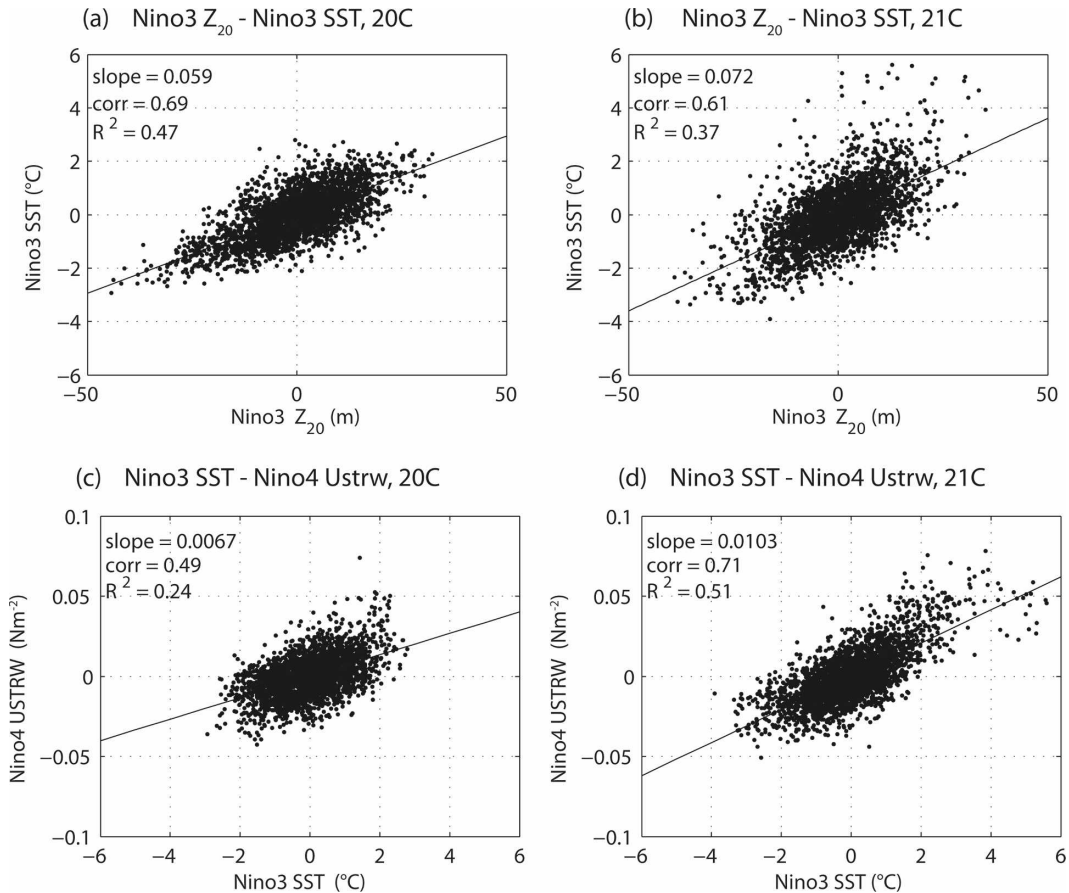 (a) Nino3 Z20 - Nino3 SST, 20C
slope = 0.059
corr = 0.69
R 2 = 0.47
Nino3 SST (°C)
6
4
2
0
−2
−4
−6
−50
0
50
Nino3 Z20 (m)
(b) Nino3 Z20 - Nino3 SST, 21C
slope = 0.072
corr = 0.61
R 2 = 0.37
Nino3 SST (°C)
6
4
2
0
−2
−4
−6
−50
0
50
Nino3 Z20 (m)
(c) Nino3 SST - Nino4 Ustrw, 20C
slope = 0.0067
corr = 0.49
R 2 = 0.24
Nino4 USTRW (Nm-2)
0.1
0.05
0
−0.05
−0.1
−6
−4
−2
0
2
4
6
Nino3 SST (°C)
(d) Nino3 SST - Nino4 Ustrw, 21C
slope = 0.0103
corr = 0.71
R 2 = 0.51
Nino4 USTRW (Nm-2)
0.1
0.05
0
−0.05
−0.1
−6
−4
−2
0
2
4
6
Nino3 SST (°C)